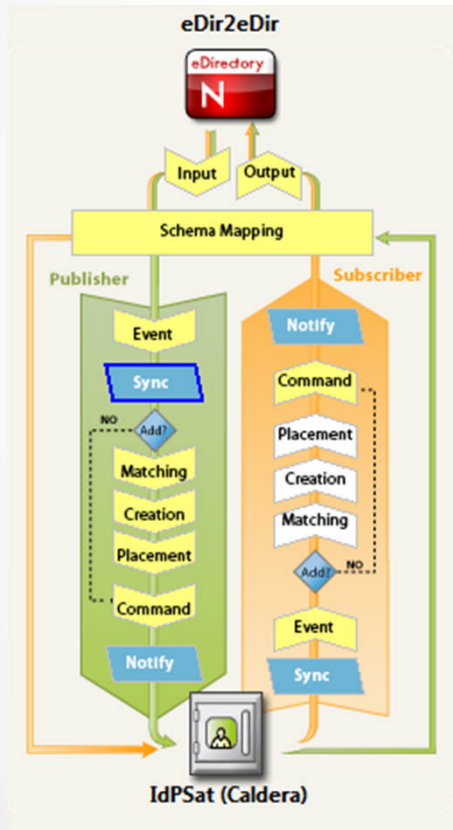 eDir2eDir
eDirectory
N
Input
Output
Schema Mapping
Publisher
Subscriber
Event
Sync
NO
Add?
Matching
Creation
Placement
Command
Notify
Notify
Command
Placement
Creation
Matching
Add?
NO
Event
Sync
IdPSat (Caldera)